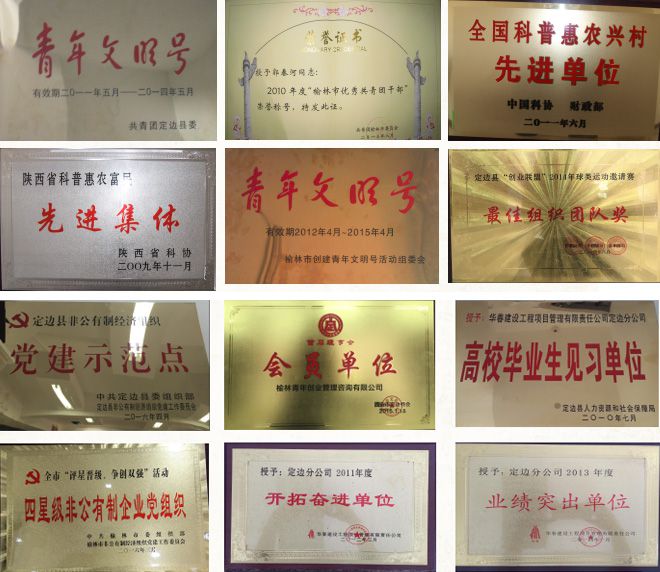 青年文明号
有效期二〇一一年五月——二〇一四年五月
共青团定边县委
荣誉证书
HONORARY CREDENTIAL
授予郭春河同志：
2010年度“榆林市优秀共青团干部”
荣誉称号，特发此证。
全国科普惠农兴村
先进单位
中国科协 财政部
二〇一一年六月
陕西省科普惠农富民
先进集体
陕西省科协
二〇〇九年十一月
青年文明号
有效期2012年4月~2015年4月
榆林市创建青年文明号活动组委会
定边县“创业联盟”2014年球类运动邀请赛
最佳组织团队奖
定边县非公有制经济组织
党建示范点
中共定边县委组织部
定边县非公有制经济组织党建工作委员会
二〇一六年四月
会员单位
榆林青年创业管理咨询有限公司
授予：华春建设工程项目管理有限责任公司定边分公司
高校毕业生见习单位
定边县人力资源和社会保障局
二〇一〇年七月
全市“评星晋级、争创双强”活动
四星级非公有制企业党组织
中共榆林市委组织部
榆林市非公有制经济组织党建工作委员会
授予：定边分公司 2011年度
开拓奋进单位
华春建设工程项目管理有限责任公司
授予：定边分公司 2013年度
业绩突出单位
华春建设工程项目管理有限责任公司